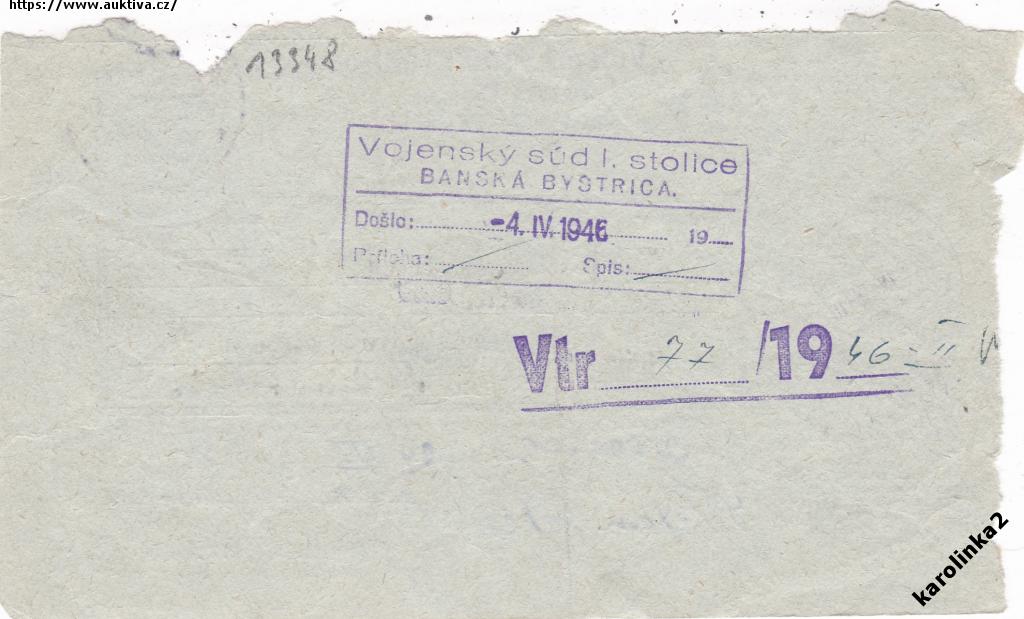 https://www.auktiva.cz/
13348
Vojenský súd I. stolice
BANSKÁ BYSTRICA.
Došlo: -4. IV. 1946 19
Príloha: Spis:
Vtr 77 /19 46-II
karolinka2